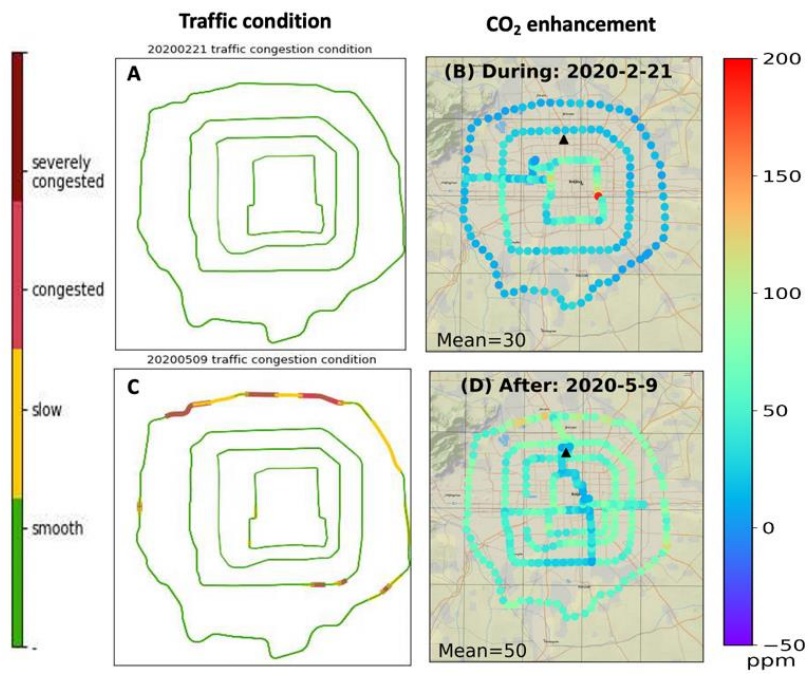 Traffic condition
CO₂ enhancement
20200221 traffic congestion condition
A
(B) During: 2020-2-21
Mean=30
severely
congested
congested
slow
smooth
-
20200509 traffic congestion condition
C
(D) After: 2020-5-9
Mean=50
200
150
100
50
0
−50
ppm